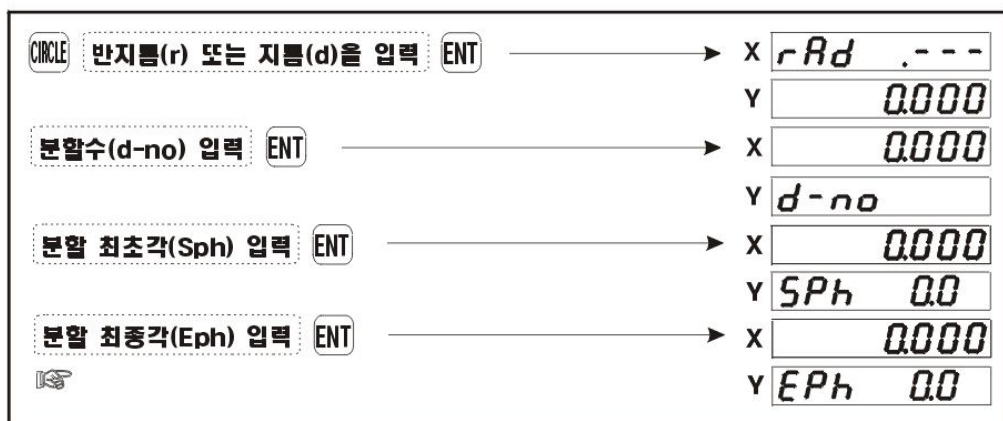 CIRCLE 반지름(r) 또는 지름(d)을 입력 ENT X rAd .---
Y 0.000
분할수(d-no) 입력 ENT X 0.000
Y d-no
분할 최초각(Sph) 입력 ENT X 0.000
Y SPh 0.0
분할 최종각(Eph) 입력 ENT X 0.000
Y EPh 0.0